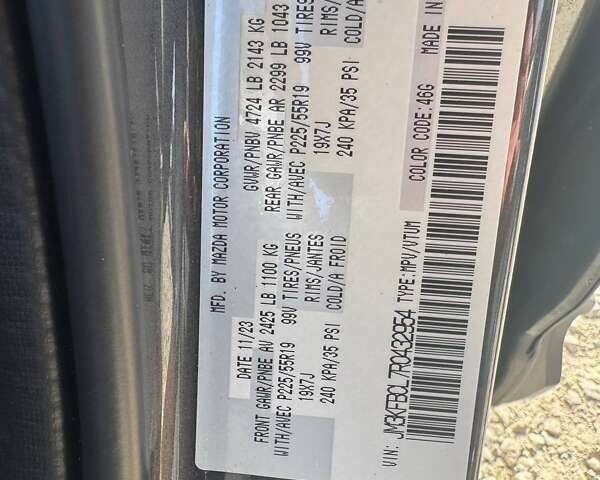 MFD. BY MAZDA MOTOR CORPORATION
DATE 11/23 GVWR/PNBV 4724 LB 2143 KG
FRONT GAWR/PNBE AV 2425 LB 1100 KG REAR GAWR/PNBE AR 2299 LB 1043
WITH/AVEC P225/55R19 99V TIRES/PNEUS WITH/AVEC P225/55R19 99V TIRES/
19X7J RIMS/JANTES 19X7J RIMS/
240 KPA/35 PSI COLD/A FROID 240 KPA/35 PSI COLD/A
VIN: JM3KFBCL7R0432954 TYPE:MPV/VTUM COLOR CODE:46G MADE IN